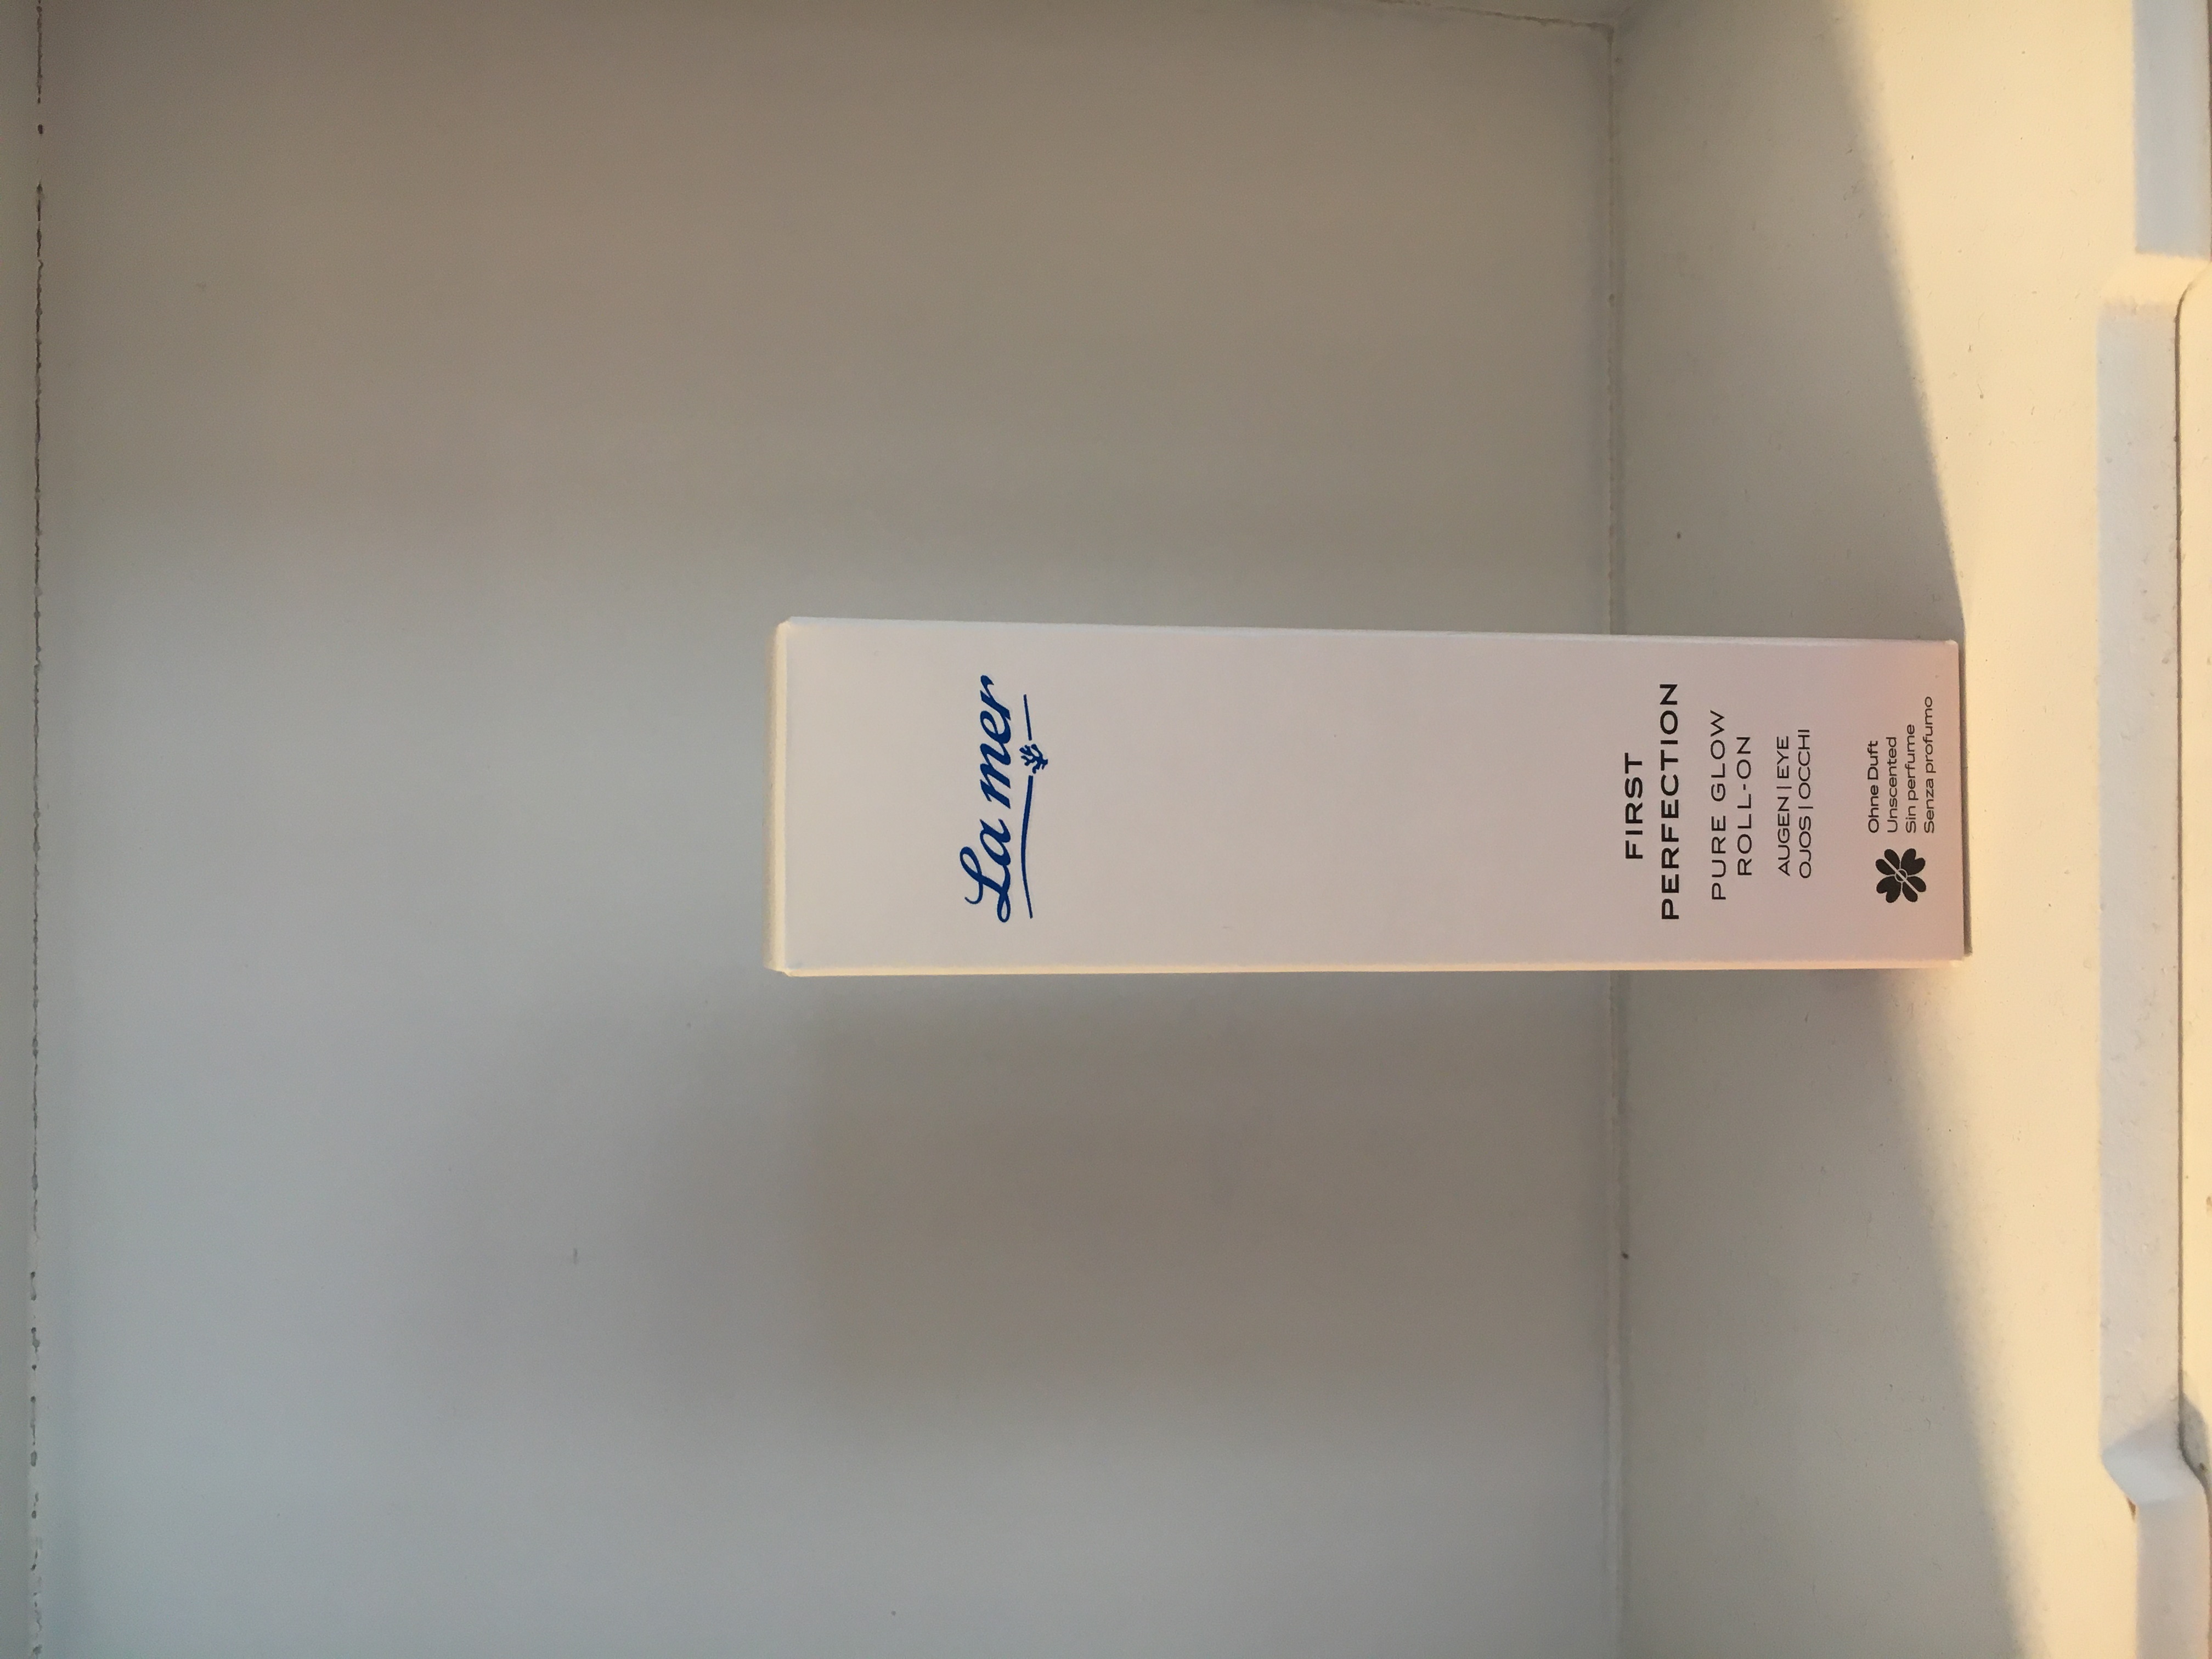 La mer
FIRST
PERFECTION
PURE GLOW
ROLL-ON
AUGEN | EYE
OJOS | OCCHI
Ohne Duft
Unscented
Sin perfume
Senza profumo